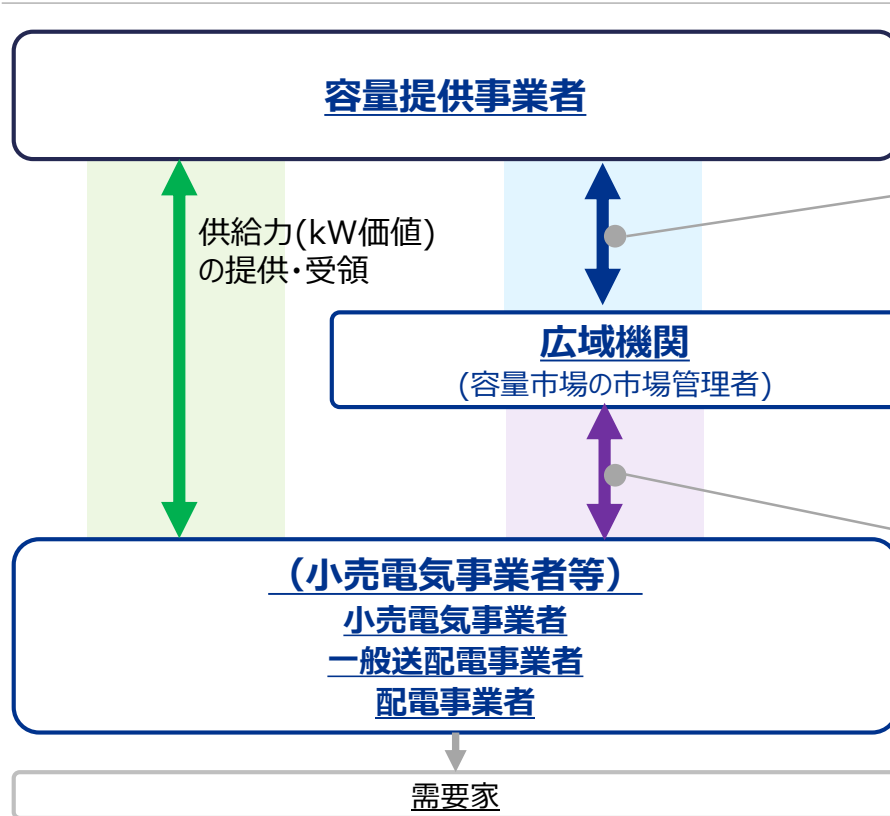 容量提供事業者
供給力(kW価値)
の提供・受領
広域機関
(容量市場の市場管理者)
（小売電気事業者等）
小売電気事業者
一般送配電事業者
配電事業者
需要家